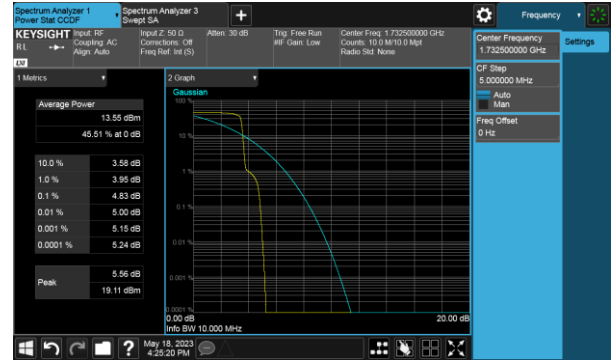 Spectrum Analyzer 1
Power Stat CCDF
Spectrum Analyzer 3
Swept SA
Frequency
KEYSIGHT
RL
LXI
Input: RF
Coupling: AC
Align: Auto
Input Z: 50 Ω
Corrections: Off
Freq Ref: Int (S)
Atten: 30 dB
Trig: Free Run
#IF Gain: Low
Center Freq: 1.732500000 GHz
Counts: 10.0 M/10.0 Mpt
Radio Std: None
Center Frequency
1.732500000 GHz
Settings
CF Step
5.000000 MHz
Auto
Man
Freq Offset
0 Hz
1 Metrics
Average Power
13.55 dBm
45.51 % at 0 dB
10.0 % 3.58 dB
1.0 % 3.95 dB
0.1 % 4.83 dB
0.01 % 5.00 dB
0.001 % 5.15 dB
0.0001 % 5.24 dB
Peak
5.56 dB
19.11 dBm
2 Graph
Gaussian
100 %
10 %
1 %
0.1 %
0.01 %
0.001 %
0.0001 %
0.00 dB
20.00 dB
Info BW 10.000 MHz
May 18, 2023
4:25:20 PM